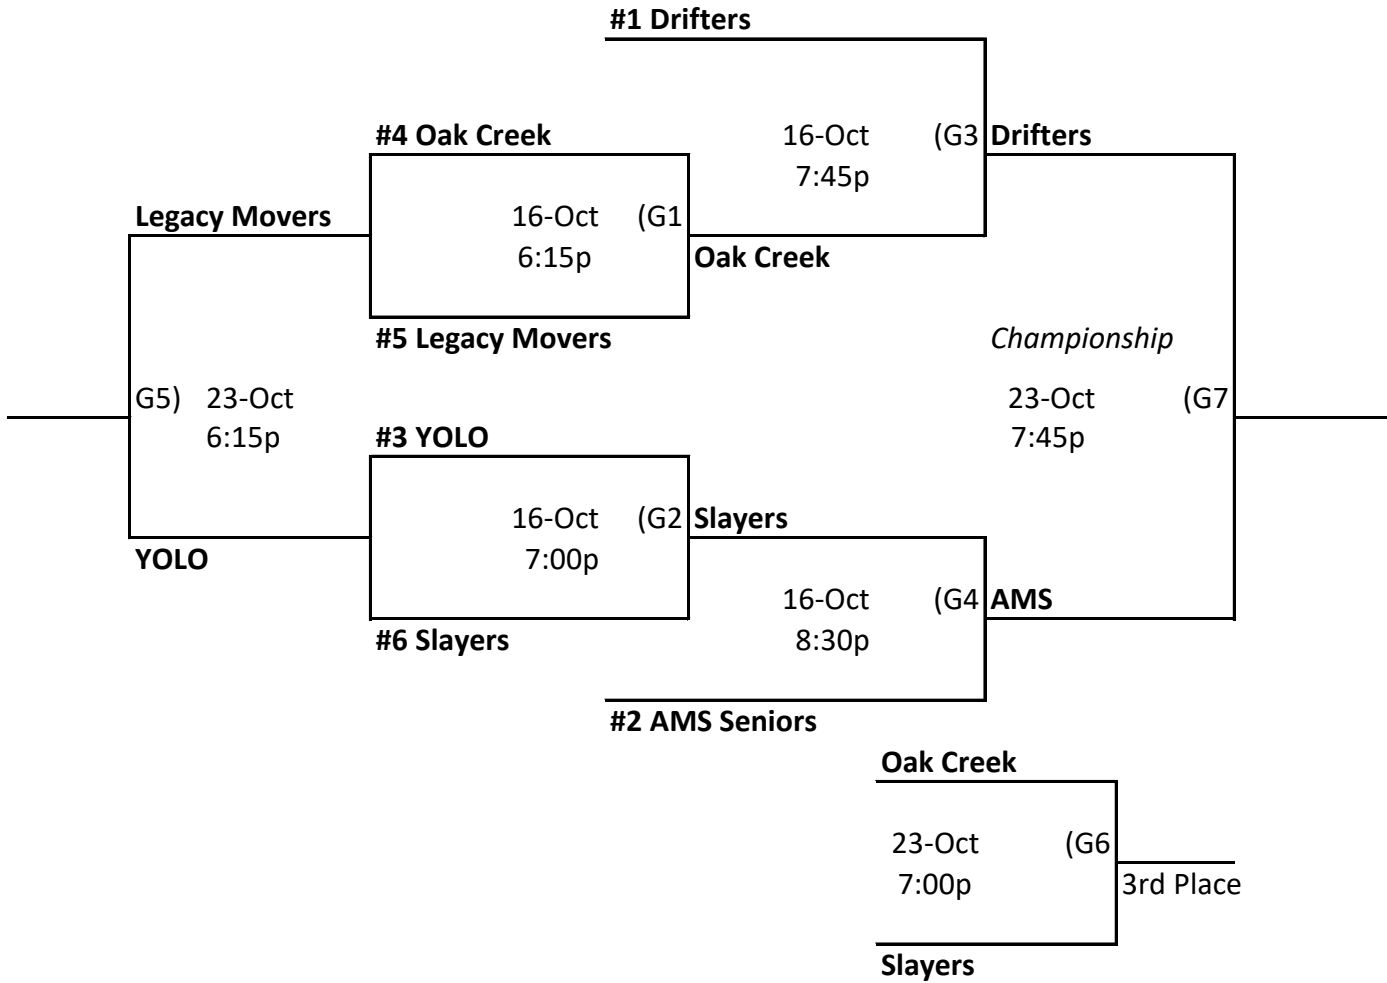 #1 Drifters
#4 Oak Creek
16-Oct (G3 Drifters
7:45p
Legacy Movers
16-Oct (G1
6:15p
Oak Creek
#5 Legacy Movers
Championship
G5) 23-Oct
6:15p
23-Oct (G7
7:45p
#3 YOLO
16-Oct (G2 Slayers
7:00p
YOLO
16-Oct (G4 AMS
8:30p
#6 Slayers
#2 AMS Seniors
Oak Creek
23-Oct (G6
7:00p
3rd Place
Slayers